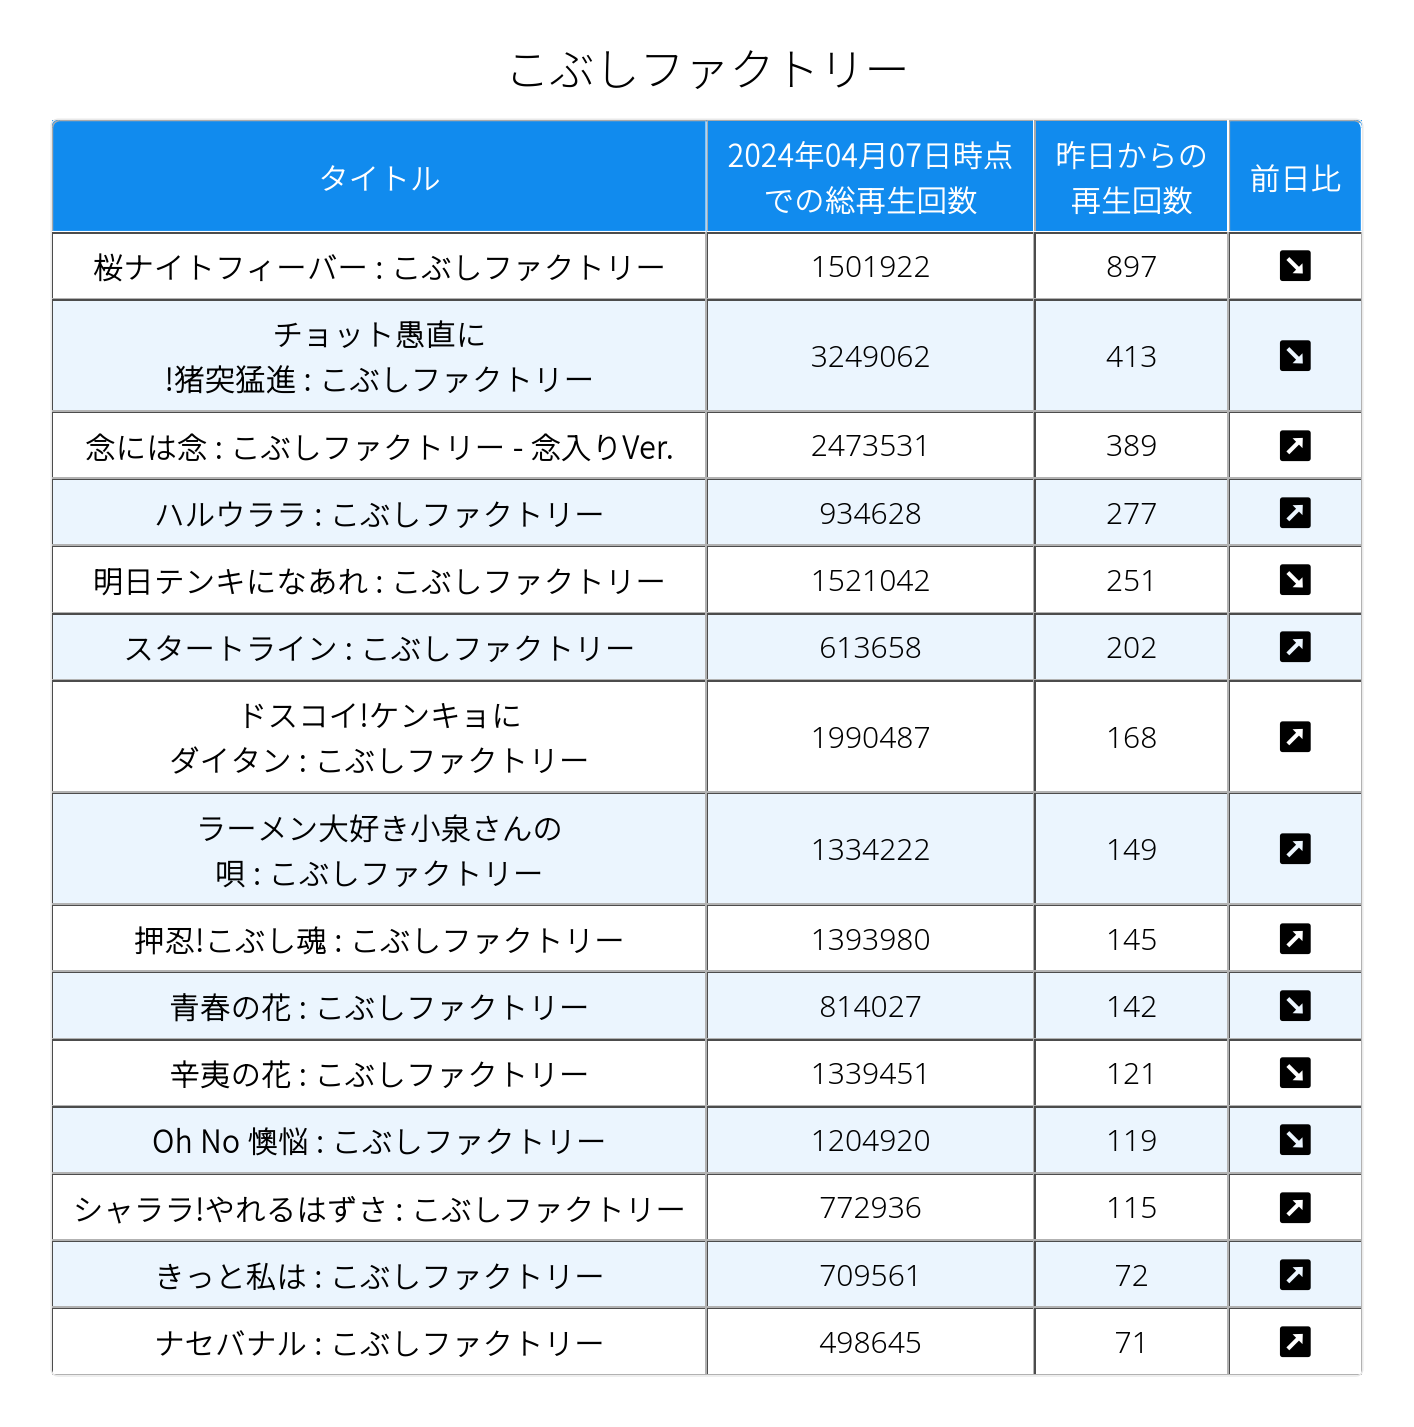 こぶしファクトリー
タイトル
2024年04月07日時点
での総再生回数
昨日からの
再生回数
前日比
桜ナイトフィーバー : こぶしファクトリー
1501922
897
チョット愚直に
!猪突猛進 : こぶしファクトリー
3249062
413
念には念 : こぶしファクトリー - 念入りVer.
2473531
389
ハルウララ : こぶしファクトリー
934628
277
明日テンキになあれ : こぶしファクトリー
1521042
251
スタートライン : こぶしファクトリー
613658
202
ドスコイ!ケンキョに
ダイタン : こぶしファクトリー
1990487
168
ラーメン大好き小泉さんの
唄 : こぶしファクトリー
1334222
149
押忍!こぶし魂 : こぶしファクトリー
1393980
145
青春の花 : こぶしファクトリー
814027
142
辛夷の花 : こぶしファクトリー
1339451
121
Oh No 懊悩 : こぶしファクトリー
1204920
119
シャララ!やれるはずさ : こぶしファクトリー
772936
115
きっと私は : こぶしファクトリー
709561
72
ナセバナル : こぶしファクトリー
498645
71